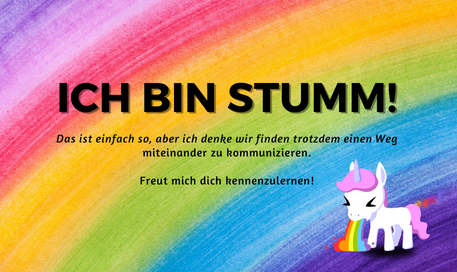 ICH BIN STUMM!
Das ist einfach so, aber ich denke wir finden trotzdem einen Weg
miteinander zu kommunizieren.
Freut mich dich kennenzulernen!